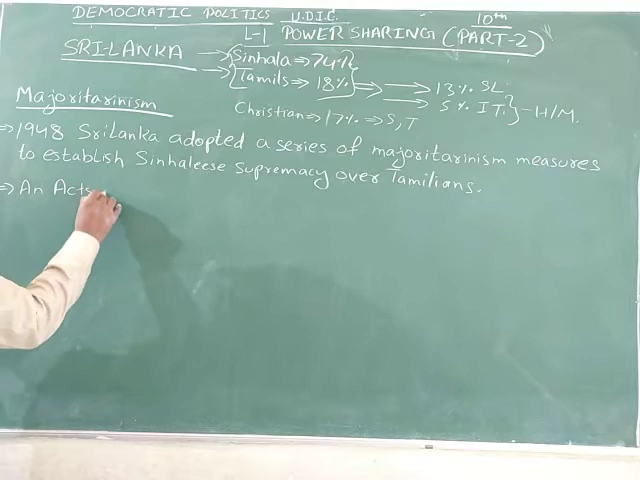 DEMOCRATIC POLITICS U.D.I.C. 10th
L-1 POWER SHARING (PART-2)
SRI-LANKA → Sinhala ⇒ 74%
→ Tamils ⇒ 18% → 13% SL.
→ 5% IT. - H/M.
Christian ⇒ 7% ⇒ S, T
Majoritarinism
⇒ 1948 SriLanka adopted a series of majoritarinism measures
to establish Sinhaleese Supremacy over Tamilians.
⇒ An Acts